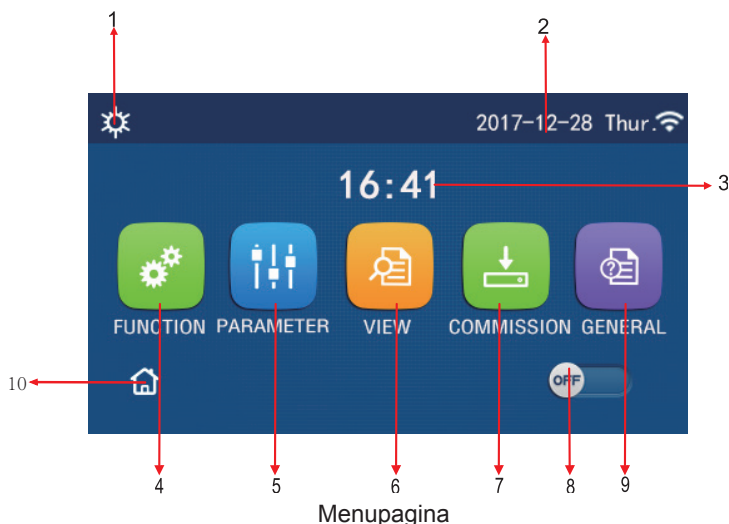 1
2
2017-12-28 Thur.
16:41
3
FUNCTION PARAMETER VIEW COMMISSION GENERAL
10
OFF
4 5 6 7 8 9
Menupagina